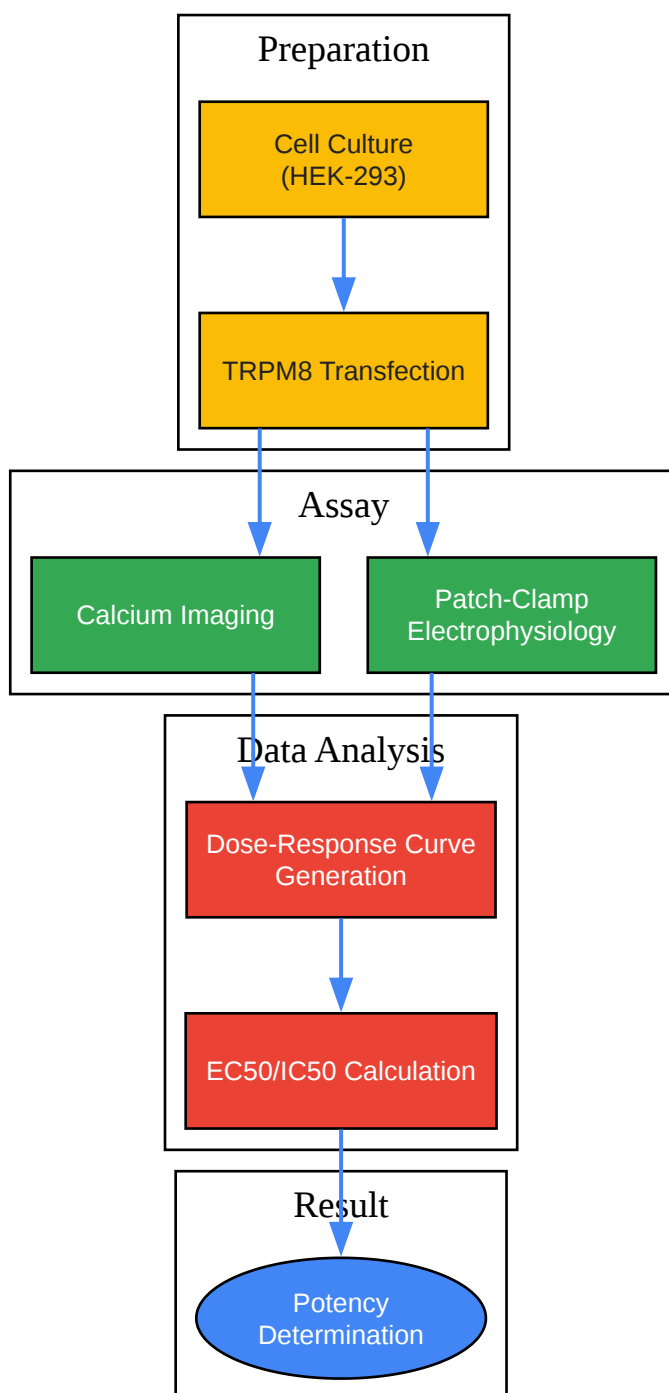 Preparation
Cell Culture
(HEK-293)
TRPM8 Transfection
Assay
Calcium Imaging
Patch-Clamp
Electrophysiology
Data Analysis
Dose-Response Curve
Generation
EC50/IC50 Calculation
Result
Potency
Determination